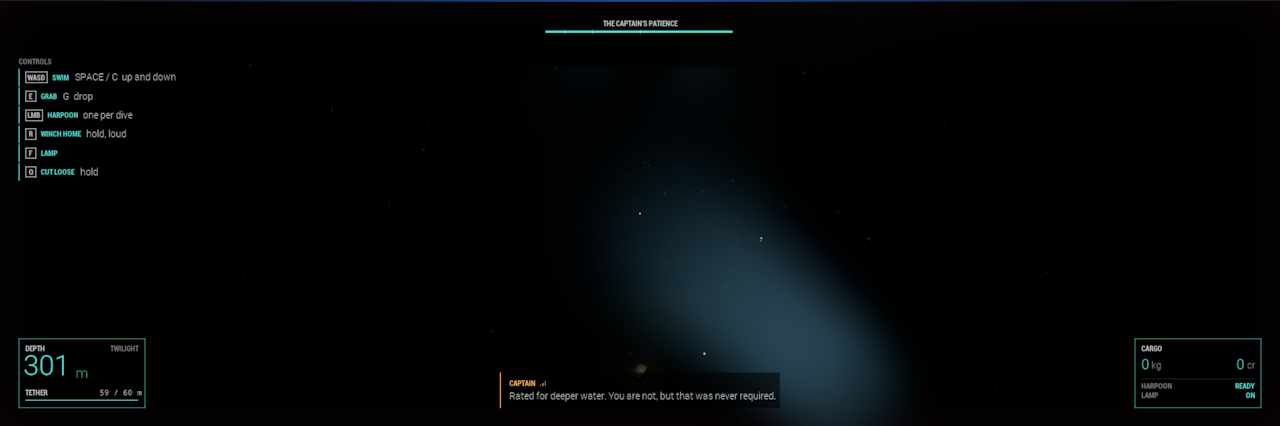 THE CAPTAIN'S PATIENCE
CONTROLS
WASD SWIM SPACE / C up and down
E GRAB G drop
LMB HARPOON one per dive
R WINCH HOME hold, loud
F LAMP
Q CUT LOOSE hold
DEPTH TWILIGHT
301 m
TETHER 59 / 60 m
CAPTAIN
Rated for deeper water. You are not, but that was never required.
CARGO
0 kg 0 cr
HARPOON READY
LAMP ON